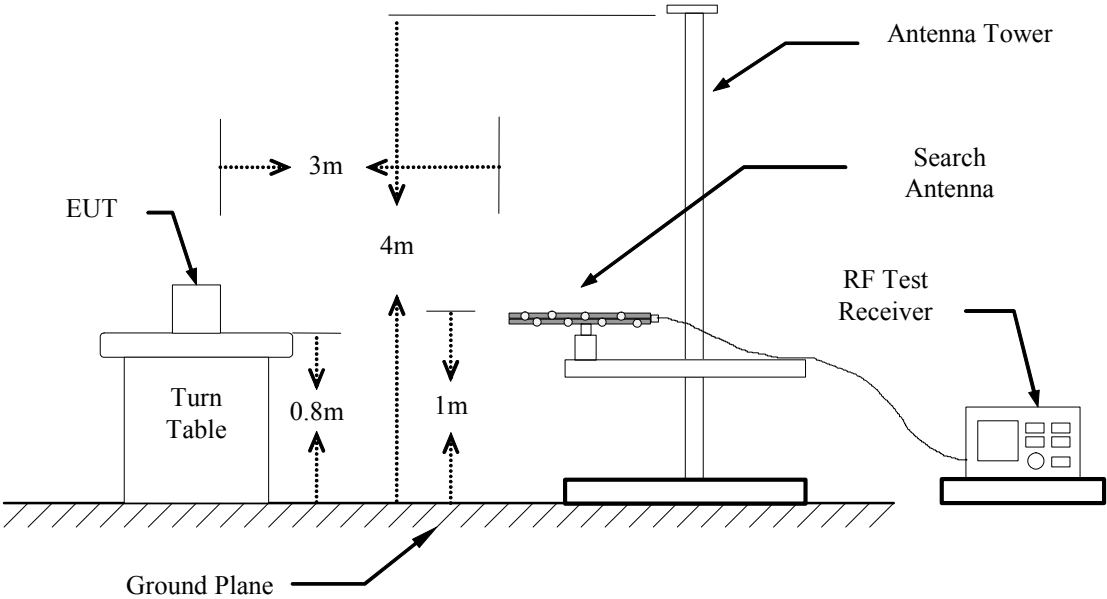 Antenna Tower
3m
Search
Antenna
EUT
4m
RF Test
Receiver
Turn
Table
0.8m
1m
Ground Plane